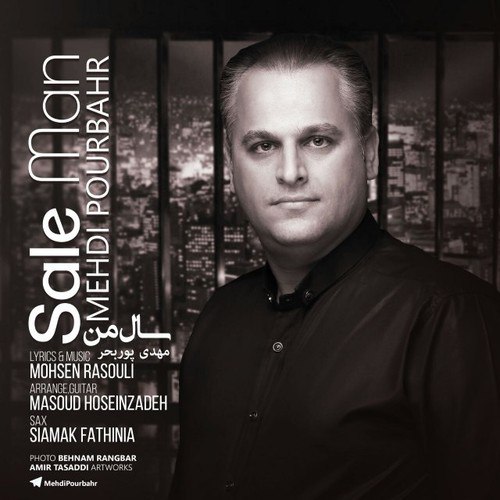 Sale Man
MEHDI POURBAHR
سال من
مهدی پوربحر
LYRICS & MUSIC
MOHSEN RASOULI
ARRANGE,GUITAR
MASOUD HOSEINZADEH
SAX
SIAMAK FATHINIA
PHOTO BEHNAM RANGBAR
AMIR TASADDI ARTWORKS
MehdiPourbahr